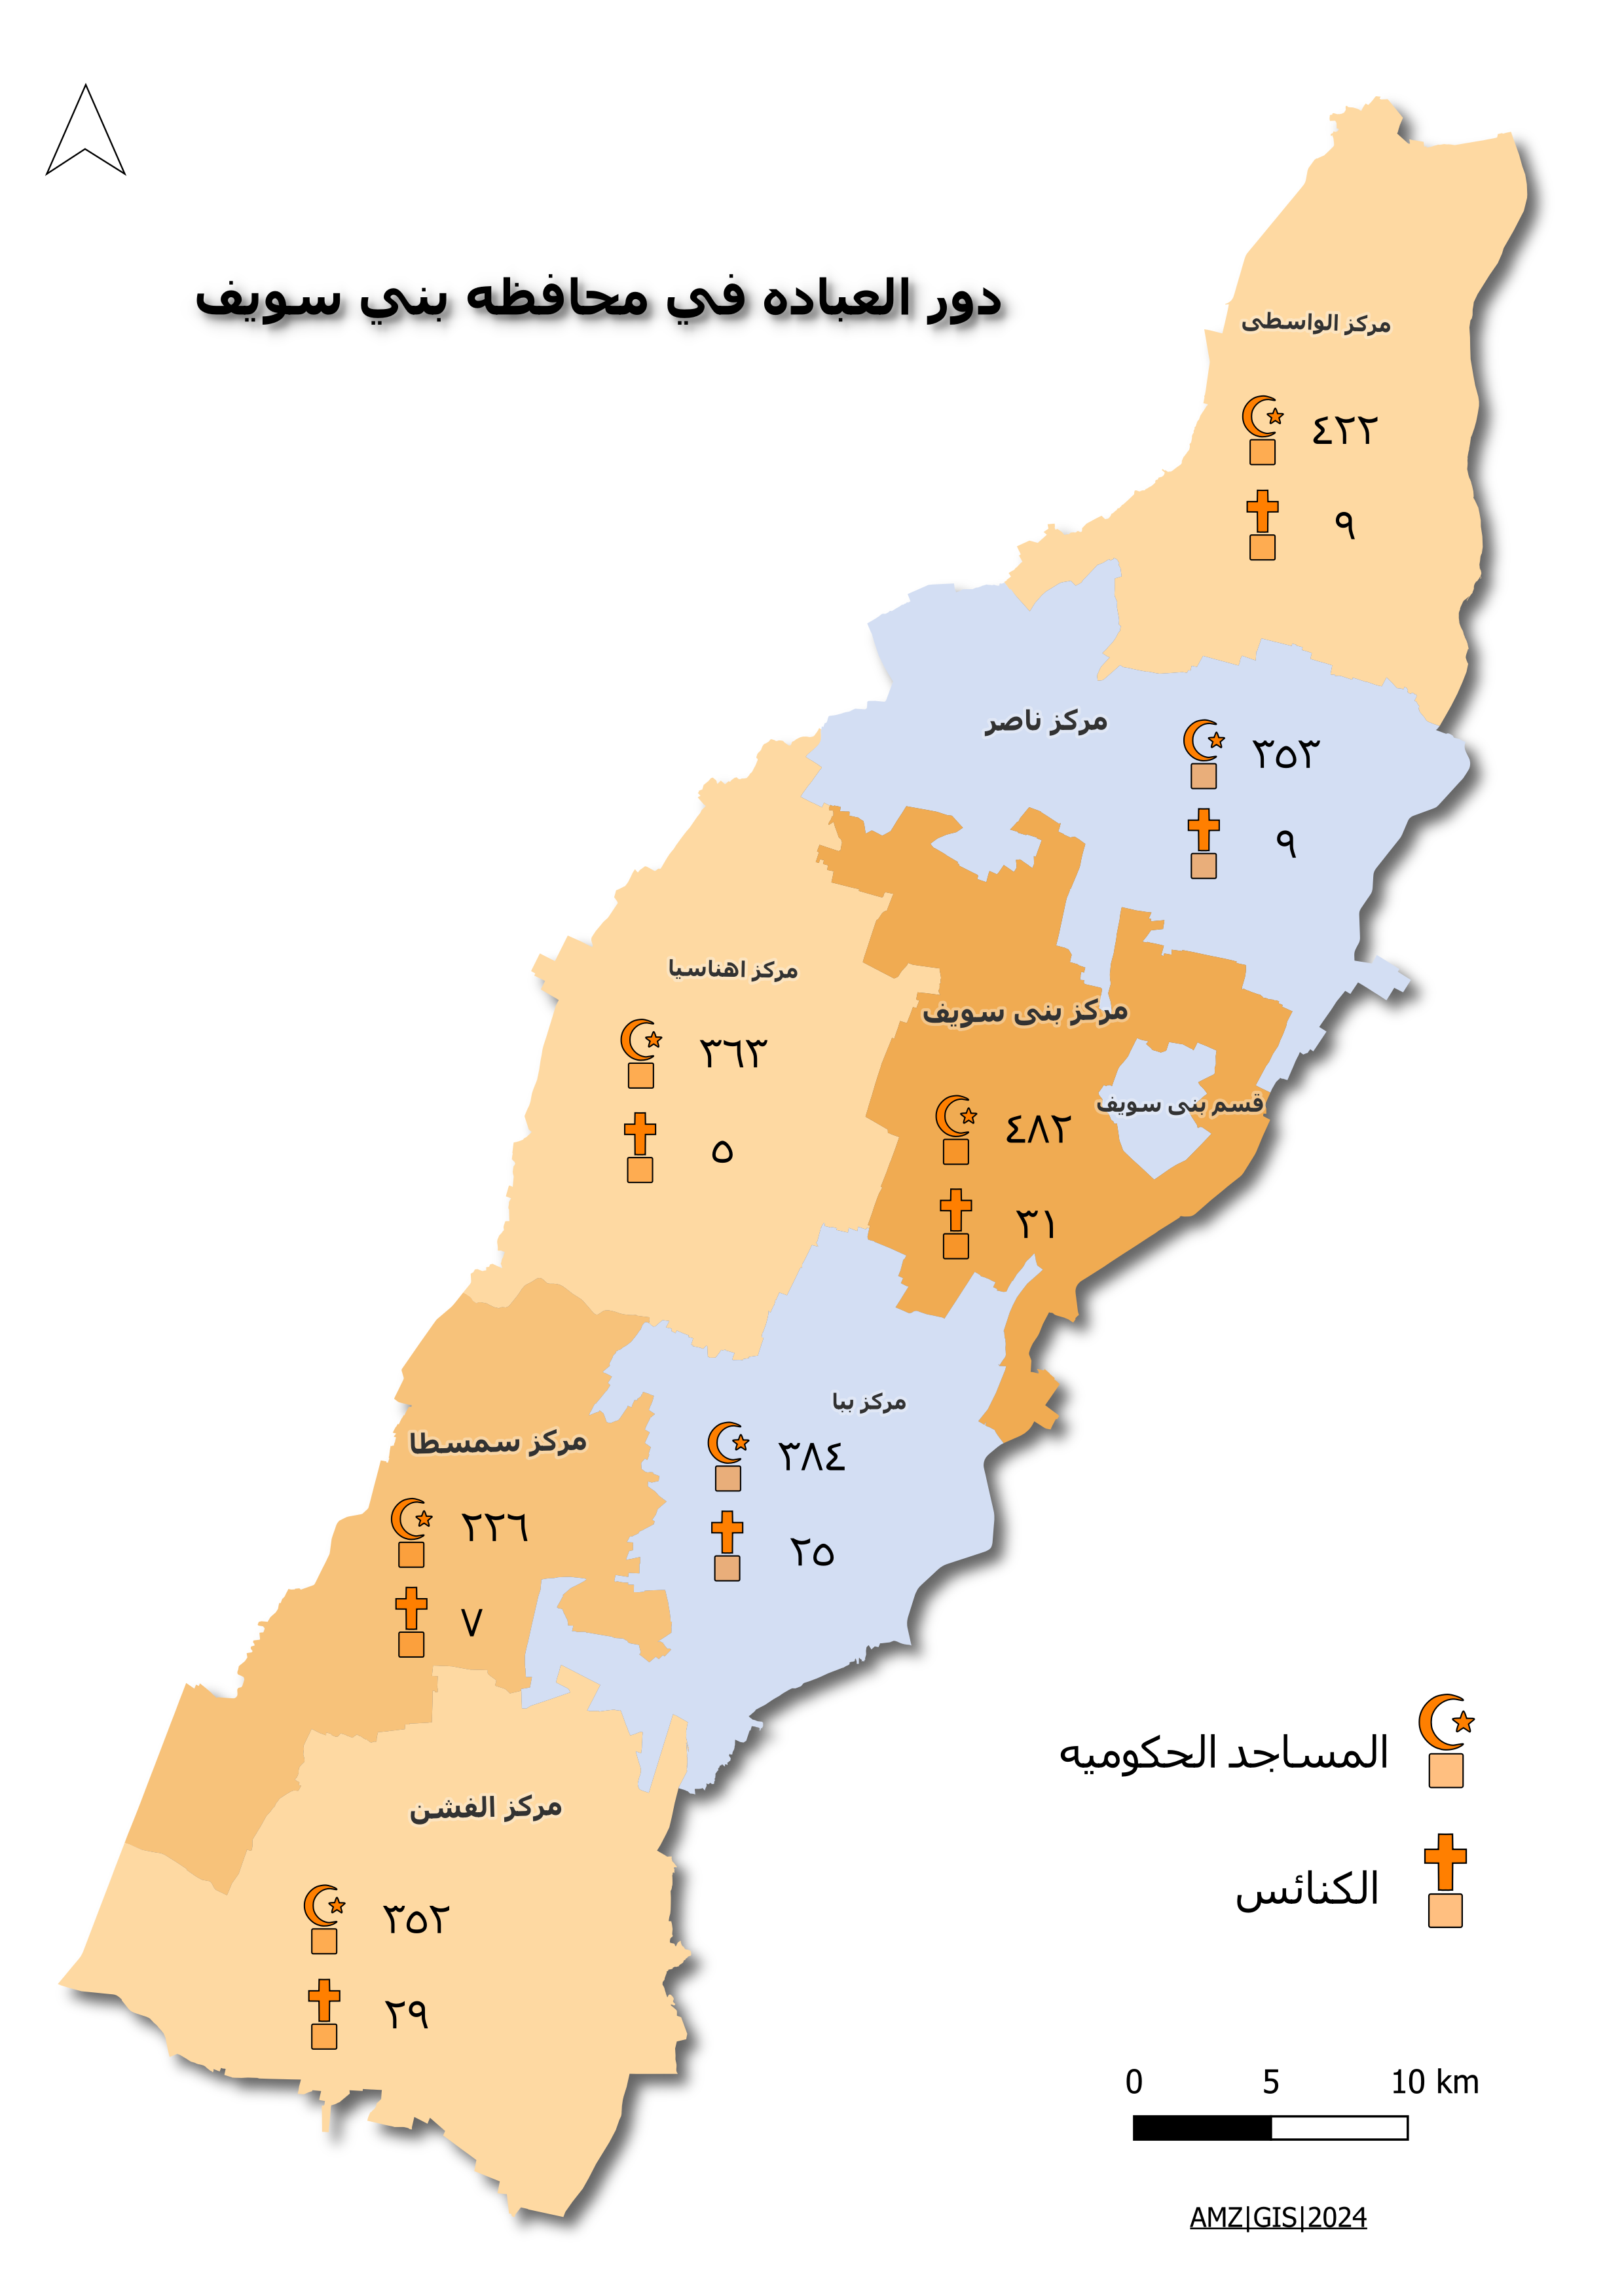 دور العباده في محافظه بني سويف
مركز الواسطى
٤٢٢
٩
مركز ناصر
٣٥٣
٩
مركز اهناسيا
٣٦٣
٥
مركز بنى سويف
قسم بنى سويف
٤٨٢
٣١
مركز ببا
٣٨٤
٢٥
مركز سمسطا
٢٢٦
٧
مركز الفشن
٣٥٢
٢٩
المساجد الحكوميه
الكنائس
0 5 10 km
AMZ|GIS|2024